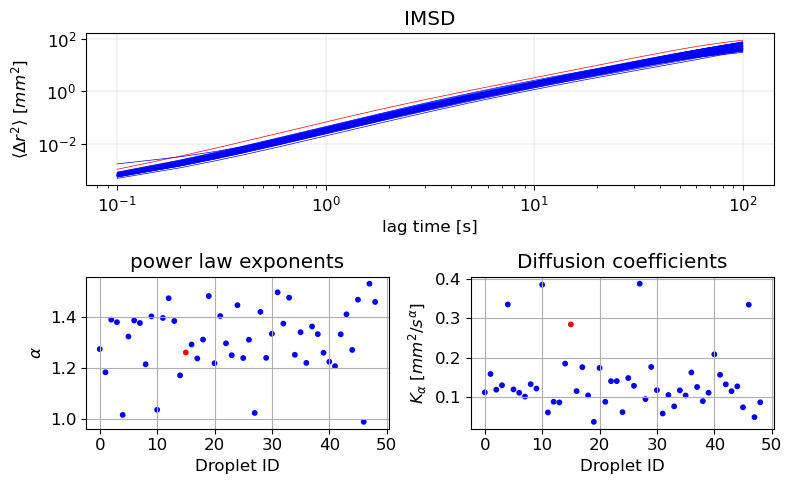 IMSD
10² 
10⁰
10⁻²
⟨Δr²⟩ [mm²]
10⁻¹ 10⁰ 10¹ 10²
lag time [s]
power law exponents
1.4
1.2
1.0
α
0 10 20 30 40 50
Droplet ID
Diffusion coefficients
0.4
0.3
0.2
0.1
K_α [mm²/s^α]
0 10 20 30 40 50
Droplet ID